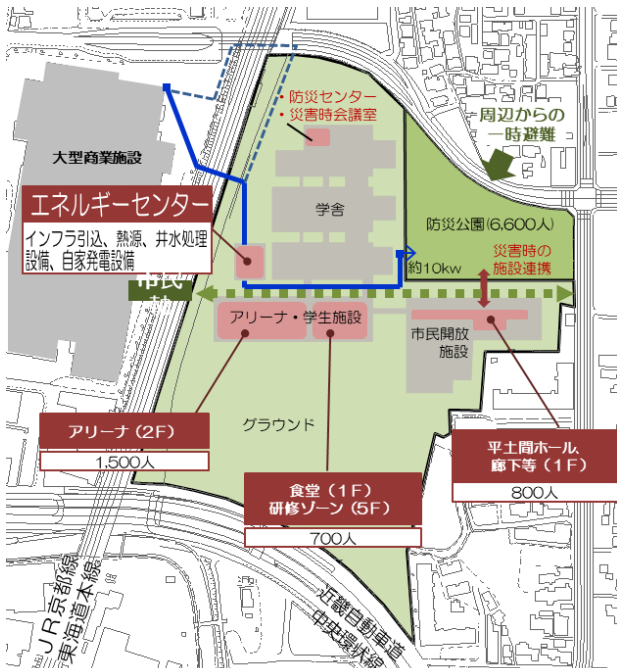 ・防災センター
・災害時会議室
周辺からの
一時避難
大型商業施設
エネルギーセンター
インフラ引込、熱源、井水処理
設備、自家発電設備
学舎
防災公園(6,600人)
災害時の
施設連携
約10kw
市民
軸
アリーナ・学生施設
市民開放
施設
グラウンド
アリーナ（2F）
1,500人
食堂（1F）
研修ゾーン（5F）
700人
平土間ホール、
廊下等（1F）
800人
JR京都線
東海道本線
近畿自動車道
中央環状線